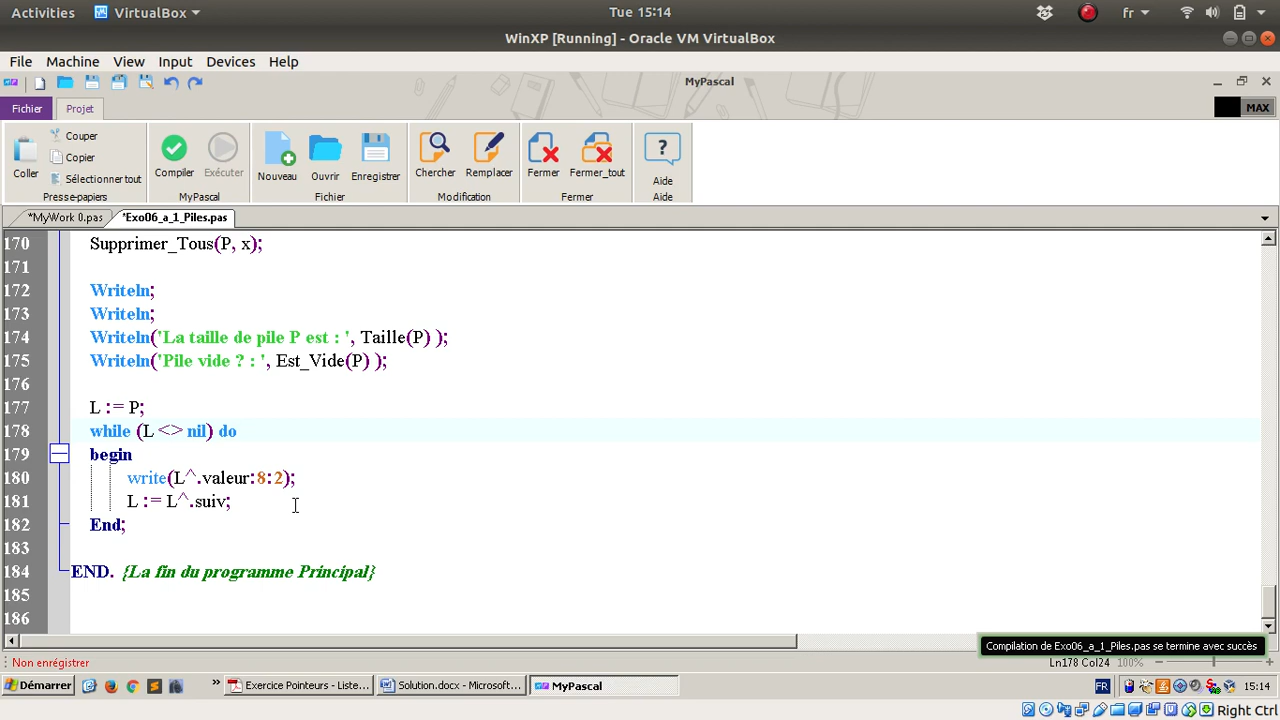 Activities VirtualBox Tue 15:14 fr
WinXP [Running] - Oracle VM VirtualBox
File Machine View Input Devices Help
MyPascal
Fichier Projet MAX
Coller Couper Copier Sélectionner tout Compiler Exécuter Nouveau Ouvrir Enregistrer Chercher Remplacer Fermer Fermer_tout ? Aide
Presse-papiers MyPascal Fichier Modification Fermer Aide
*MyWork 0.pas *Exo06_a_1_Piles.pas
170 Supprimer_Tous(P, x);
171
172 Writeln;
173 Writeln;
174 Writeln('La taille de pile P est : ', Taille(P) );
175 Writeln('Pile vide ? : ', Est_Vide(P) );
176
177 L := P;
178 while (L <> nil) do
179 begin
180 write(L^.valeur:8:2);
181 L := L^.suiv;
182 End;
183
184 END. {La fin du programme Principal}
185
186
Compilation de Exo06_a_1_Piles.pas se termine avec succès
Non enrégistrer Ln178 Col24 100%
Démarrer » Exercice Pointeurs - Liste... Solution.docx - Microsoft... MyPascal FR 15:14
Right Ctrl